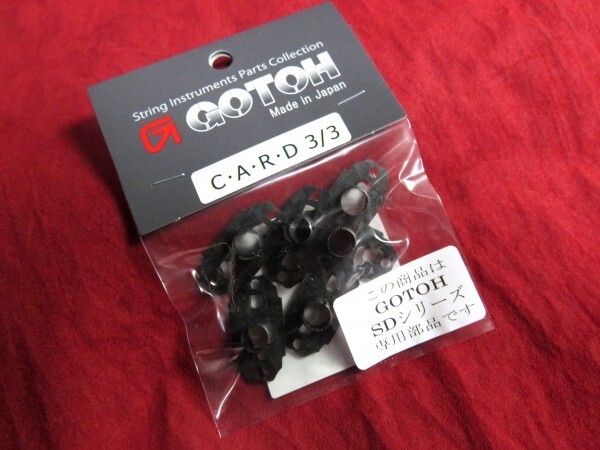 String Instruments Parts Collection
GOTOH
Made in Japan
C・A・R・D 3/3
この商品は
GOTOH
SDシリーズ
専用部品です